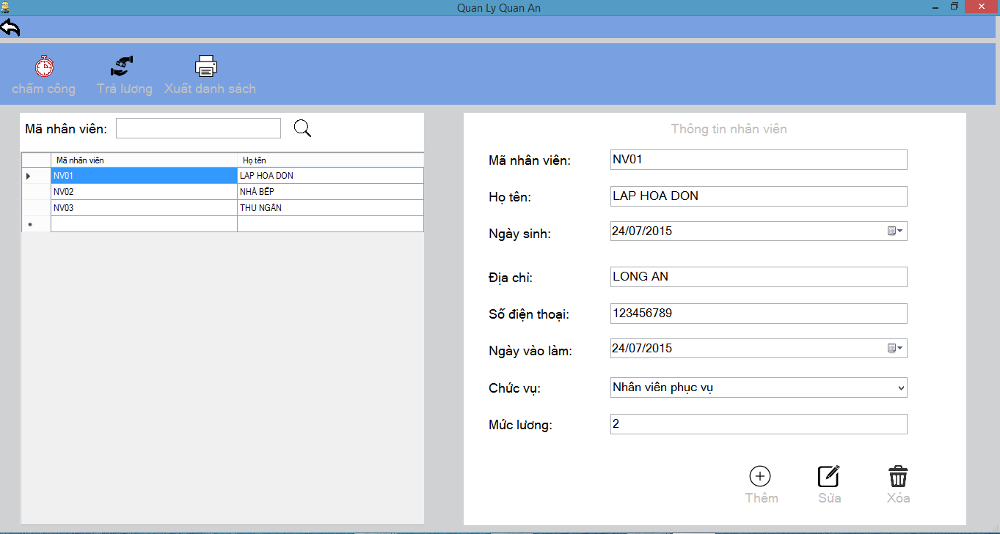 Quan Ly Quan An
chấm công Trả lương Xuất danh sách
Mã nhân viên:
Mã nhân viên Họ tên
NV01 LAP HOA DON
NV02 NHÀ BẾP
NV03 THU NGÂN
Thông tin nhân viên
Mã nhân viên: NV01
Họ tên: LAP HOA DON
Ngày sinh: 24/07/2015
Địa chỉ: LONG AN
Số điện thoại: 123456789
Ngày vào làm: 24/07/2015
Chức vụ: Nhân viên phục vụ
Mức lương: 2
Thêm Sửa Xóa